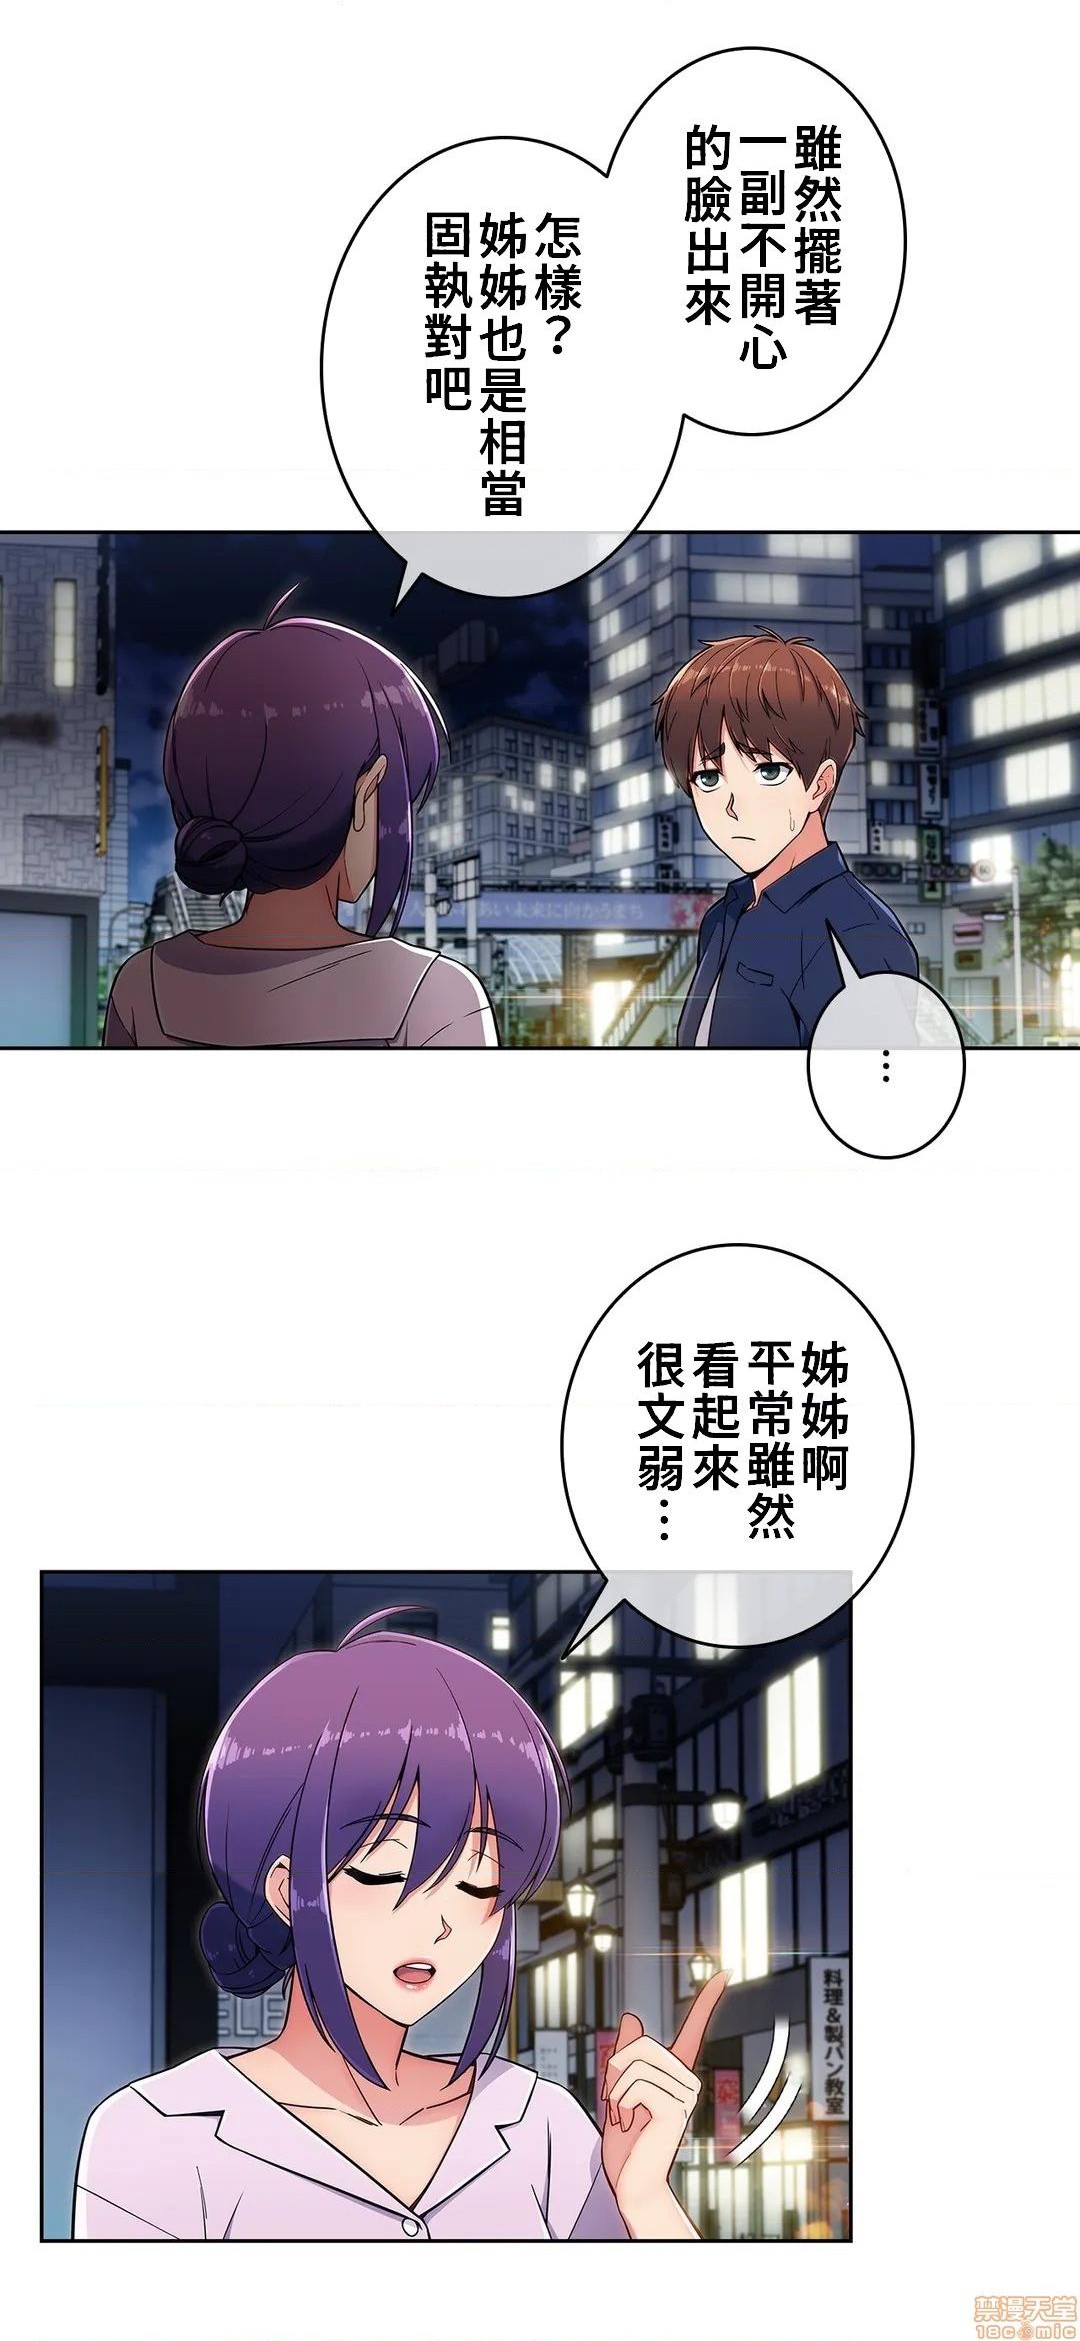 雖然擺著
一副不開心
的臉出來
怎樣？
姊姊也是相當
固執對吧
…
姊姊啊
平常雖然
看起來
很文弱…
料理&製パン教室
禁漫天堂
18comic